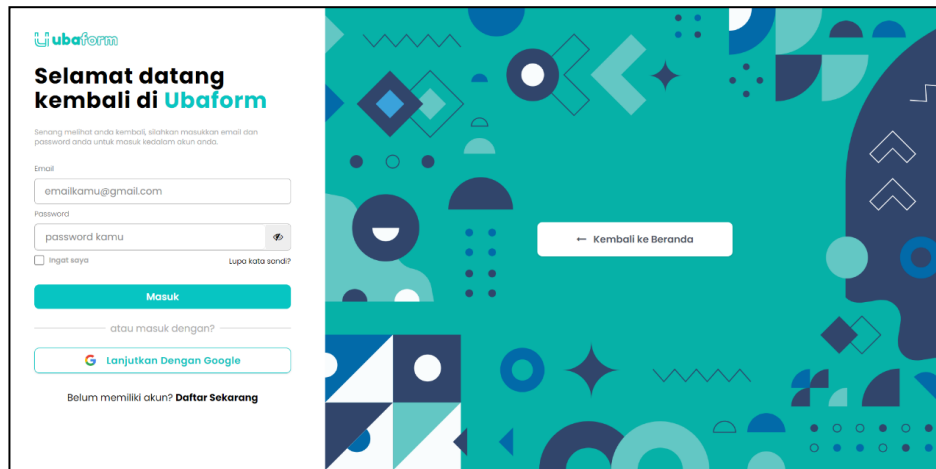 ubaform
Selamat datang
kembali di Ubaform
Senang melihat anda kembali, silahkan masukkan email dan
password anda untuk masuk kedalam akun anda.
Email
emailkamu@gmail.com
Password
password kamu
Ingat saya
Lupa kata sandi?
Masuk
atau masuk dengan?
Lanjutkan Dengan Google
Belum memiliki akun? Daftar Sekarang
← Kembali ke Beranda